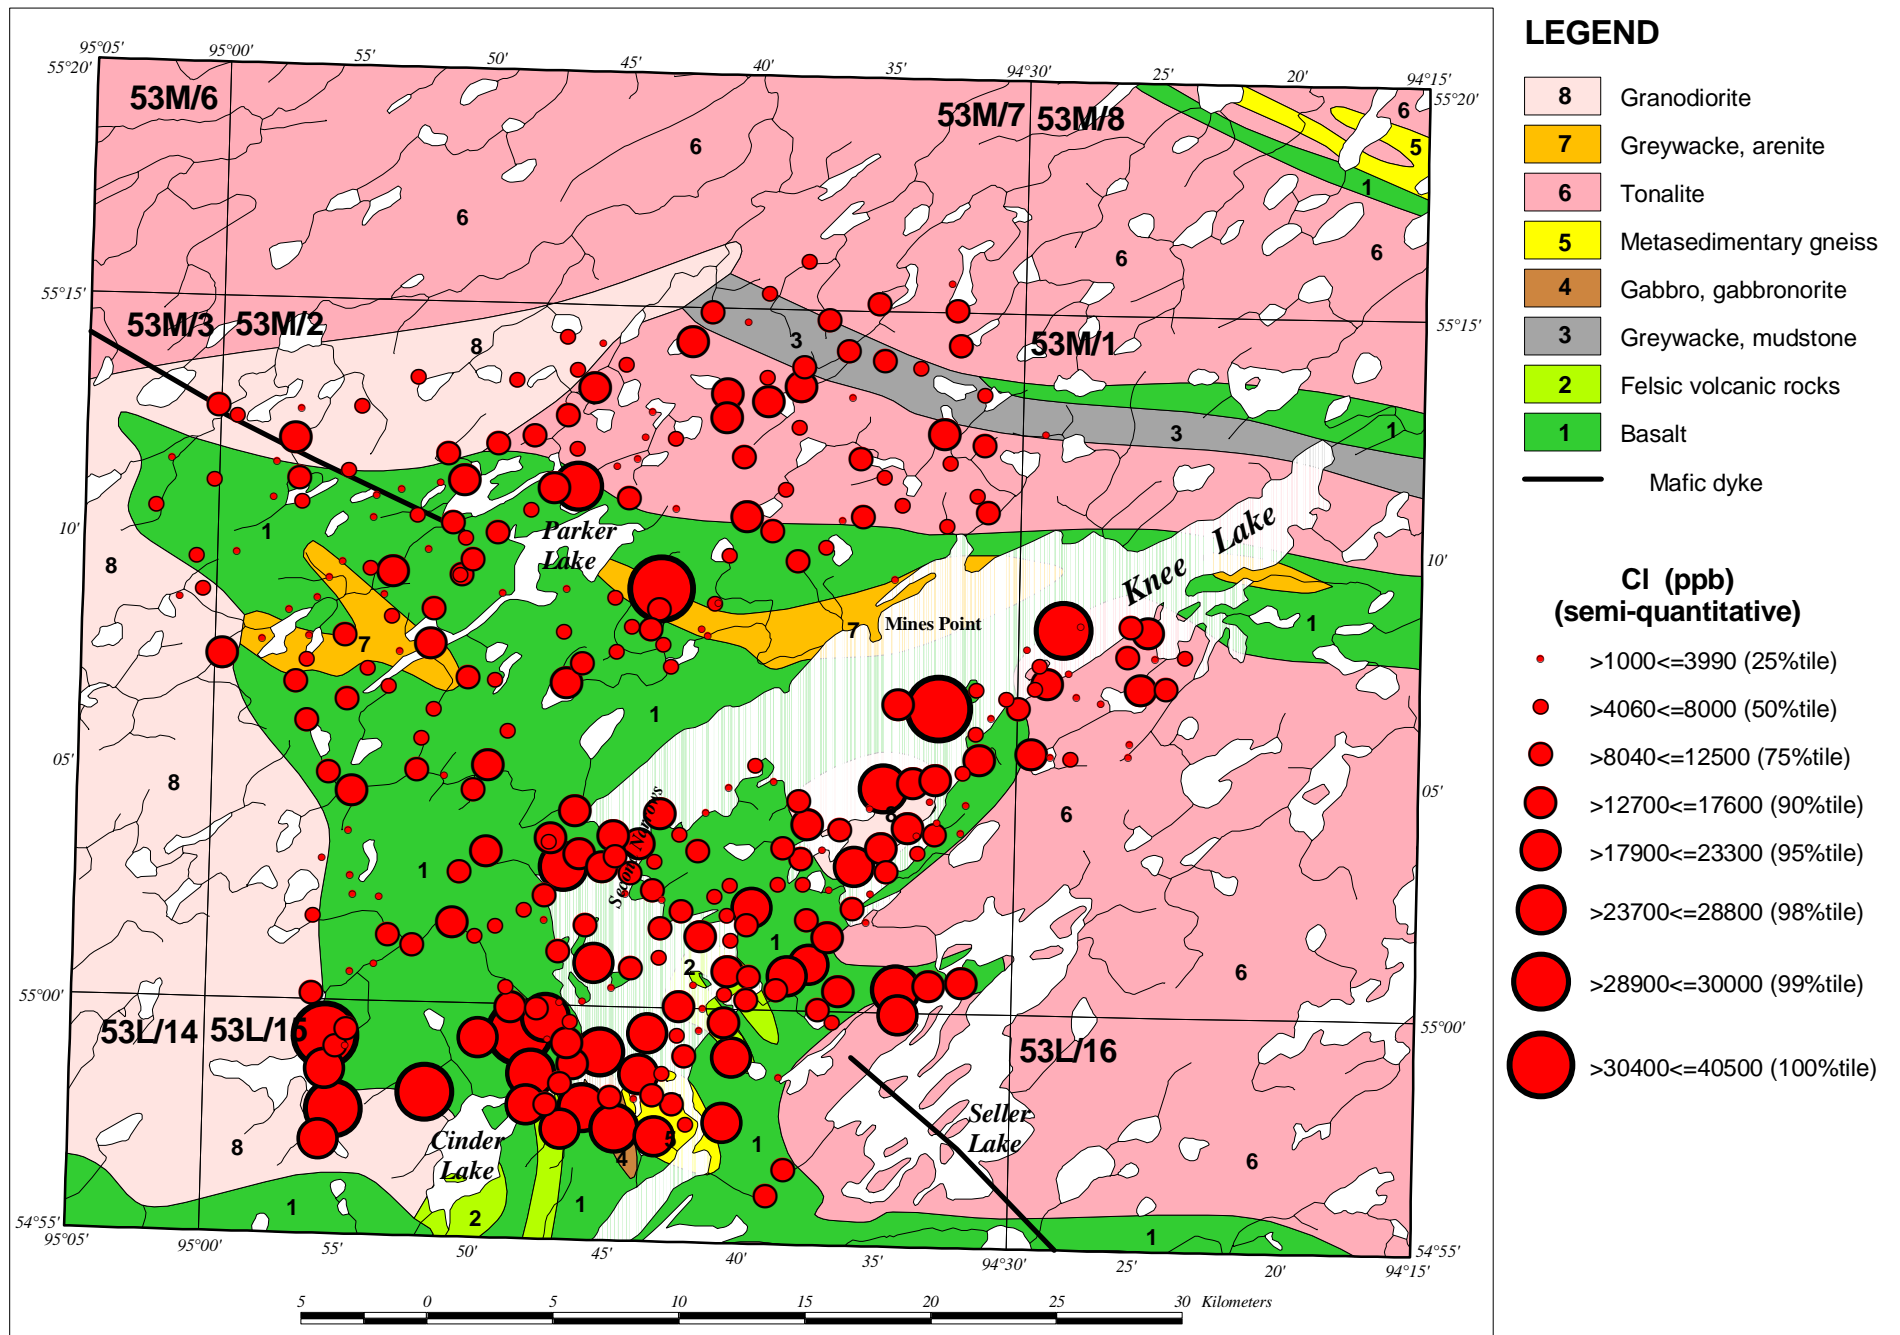 95°05'
95°00'
55'
50'
45'
40'
35'
94°30'
25'
20'
94°15'
55°20'
55°20'
53M/6
53M/7
53M/8
6
6
6
6
6
5
1
55°15'
55°15'
53M/3
53M/2
53M/1
8
3
3
1
10'
10'
1
8
Parker
Lake
Knee Lake
7
7
Mines Point
1
1
05'
05'
8
8
6
1
Second Narrows
1
2
6
55°00'
55°00'
53L/14
53L/15
53L/16
Cinder
Lake
Seller
Lake
8
5
4
1
6
1
2
1
1
54°55'
54°55'
95°05'
95°00'
55'
50'
45'
40'
35'
94°30'
25'
20'
94°15'
5 0 5 10 15 20 25 30 Kilometers
LEGEND
8 Granodiorite
7 Greywacke, arenite
6 Tonalite
5 Metasedimentary gneiss
4 Gabbro, gabbronorite
3 Greywacke, mudstone
2 Felsic volcanic rocks
1 Basalt
Mafic dyke
Cl (ppb)
(semi-quantitative)
>1000<=3990 (25%tile)
>4060<=8000 (50%tile)
>8040<=12500 (75%tile)
>12700<=17600 (90%tile)
>17900<=23300 (95%tile)
>23700<=28800 (98%tile)
>28900<=30000 (99%tile)
>30400<=40500 (100%tile)